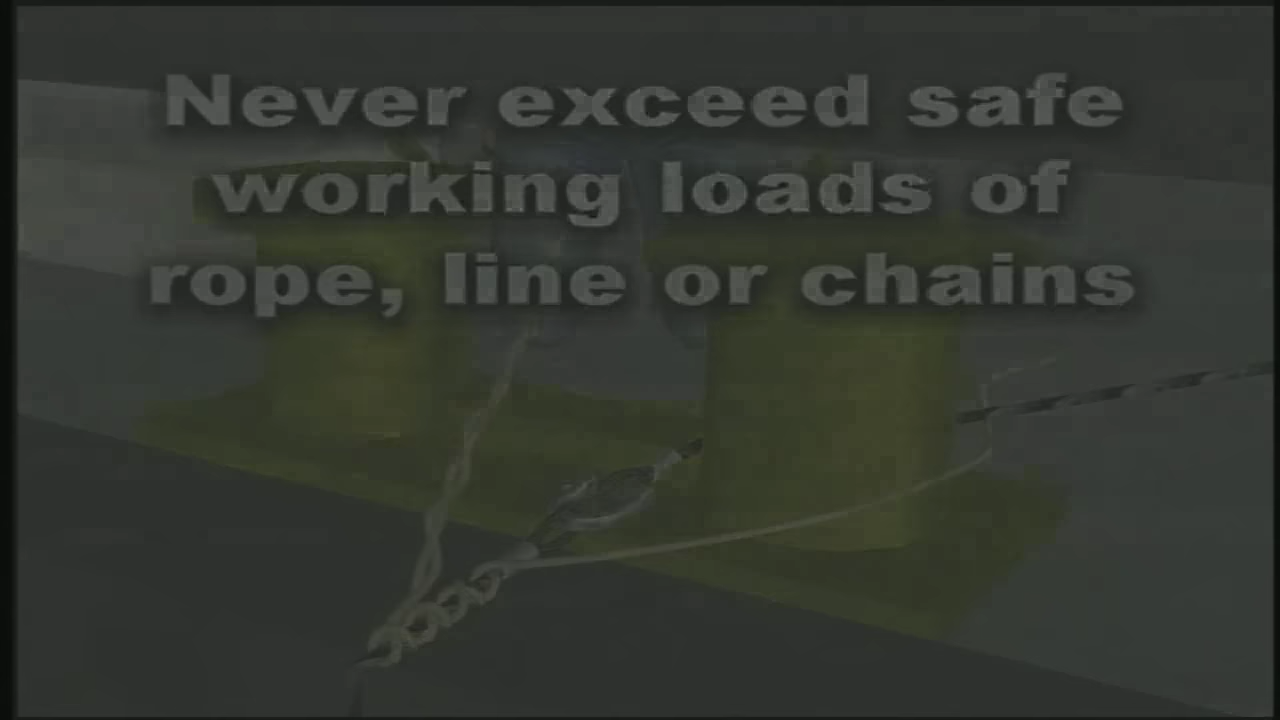 Never exceed safe
working loads of
rope, line or chains